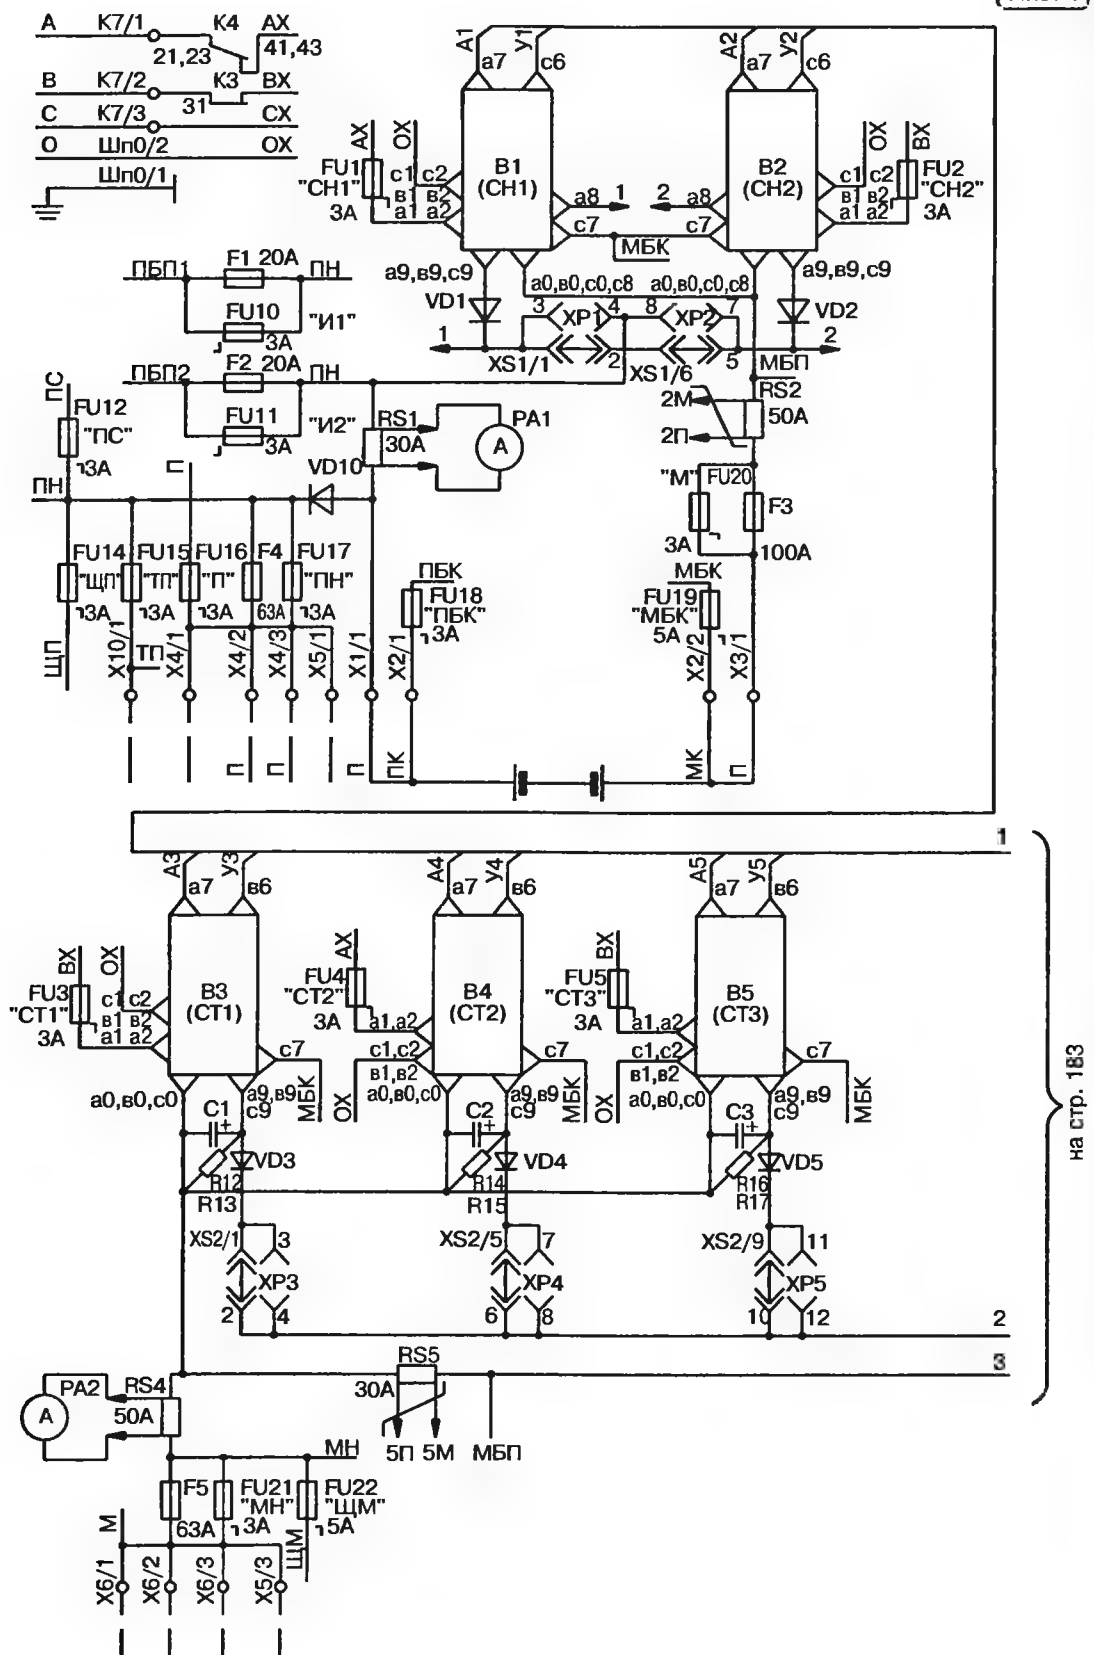 А К7/1 К4 АХ
21,23 41,43
В К7/2 К3 ВХ
31
С К7/3 СХ
О Шп0/2 ОХ
Шп0/1
А1 У1 А2 У2
а7 с6 а7 с6
АХ ОХ ОХ ВХ
FU1 "СН1" 3А
с1 с2
в1 в2
а1 а2
В1 (СН1)
а8 1 2 а8
с7 МБК с7
В2 (СН2)
с1 с2
в1 в2
а1 а2
FU2 "СН2" 3А
а9,в9,с9 а0,в0,с0,с8 а0,в0,с0,с8 а9,в9,с9
ПБП1 F1 20А ПН
FU10 3А "И1"
VD1 3 XP1 4 8 XP2 7 VD2
1 XS1/1 2 XS1/6 5 МБП 2
ПБП2 F2 20А ПН
FU11 3А "И2"
ПС FU12 "ПС" 3А
П VD10
RS1 30А РА1 А
2М RS2 50А
2П
"М" FU20 F3
3А 100А
ПН
FU14 "ЩП" 3А
FU15 "ТП" 3А
FU16 "П" 3А
F4 63А
FU17 "ПН" 3А
ПБК FU18 "ПБК" 3А
МБК FU19 "МБК" 5А
ЩП Х10/1 ТП Х4/1 Х4/2 Х4/3 Х5/1 Х1/1 Х2/1 Х2/2 Х3/1
П П П ПК МК П
1
А3 У3 А4 У4 А5 У5
а7 в6 а7 в6 а7 в6
ВХ ОХ АХ ВХ
FU3 "СТ1" 3А
с1 с2
в1 в2
а1 а2
В3 (СТ1)
с7
МБК
FU4 "СТ2" 3А
а1,а2
с1,с2
в1,в2
ОХ
В4 (СТ2)
с7
МБК
FU5 "СТ3" 3А
а1,а2
с1,с2
в1,в2
ОХ
В5 (СТ3)
с7
МБК
а0,в0,с0 а9,в9 с9 а0,в0,с0 а9,в9 с9 а0,в0,с0 а9,в9 с9
С1 + С2 + С3 +
VD3 VD4 VD5
R12 R14 R16
R13 R15 R17
XS2/1 3 XS2/5 7 XS2/9 11
XP3 XP4 XP5
2 4 6 8 10 12
2
на стр. 183
3
РА2 А RS4 50А
RS5 30А
5П 5М МБП
МН
F5 63А
FU21 "МН" 3А
FU22 "ЩМ" 5А
М ЩМ
Х6/1 Х6/2 Х6/3 Х5/3